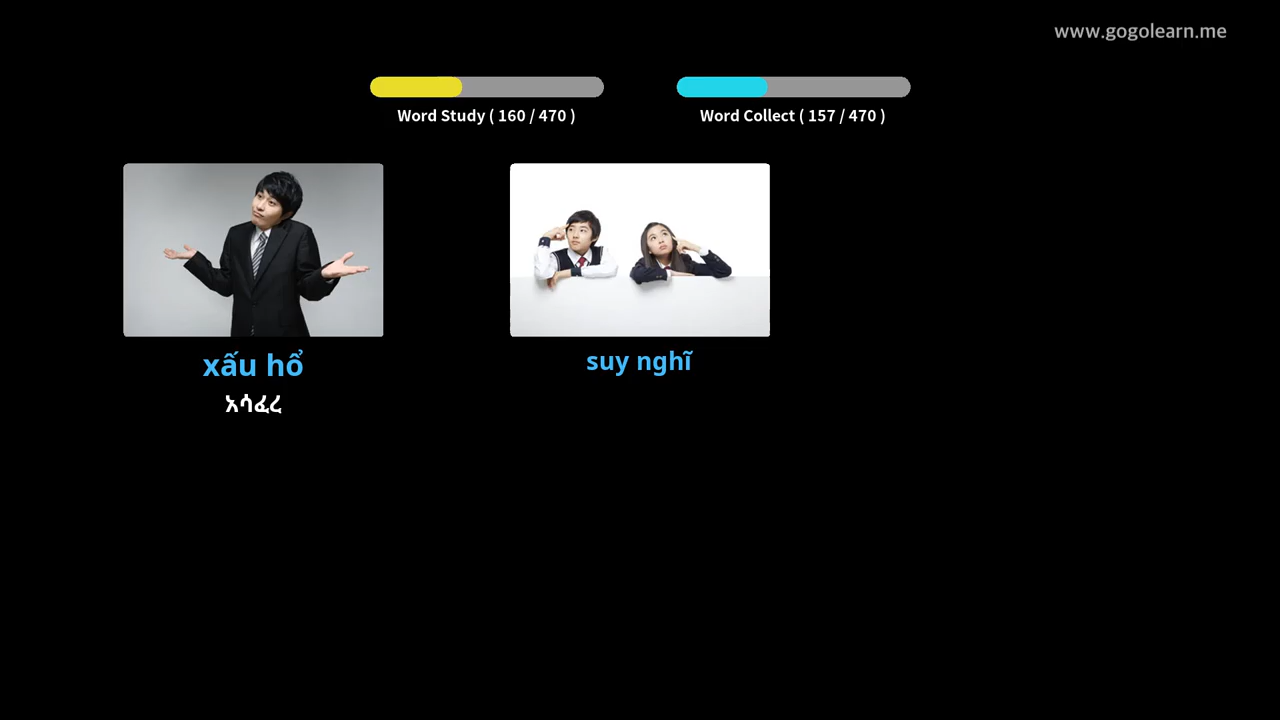 www.gogolearn.me
Word Study ( 160 / 470 )
Word Collect ( 157 / 470 )
xấu hổ
አሳፈረ
suy nghĩ